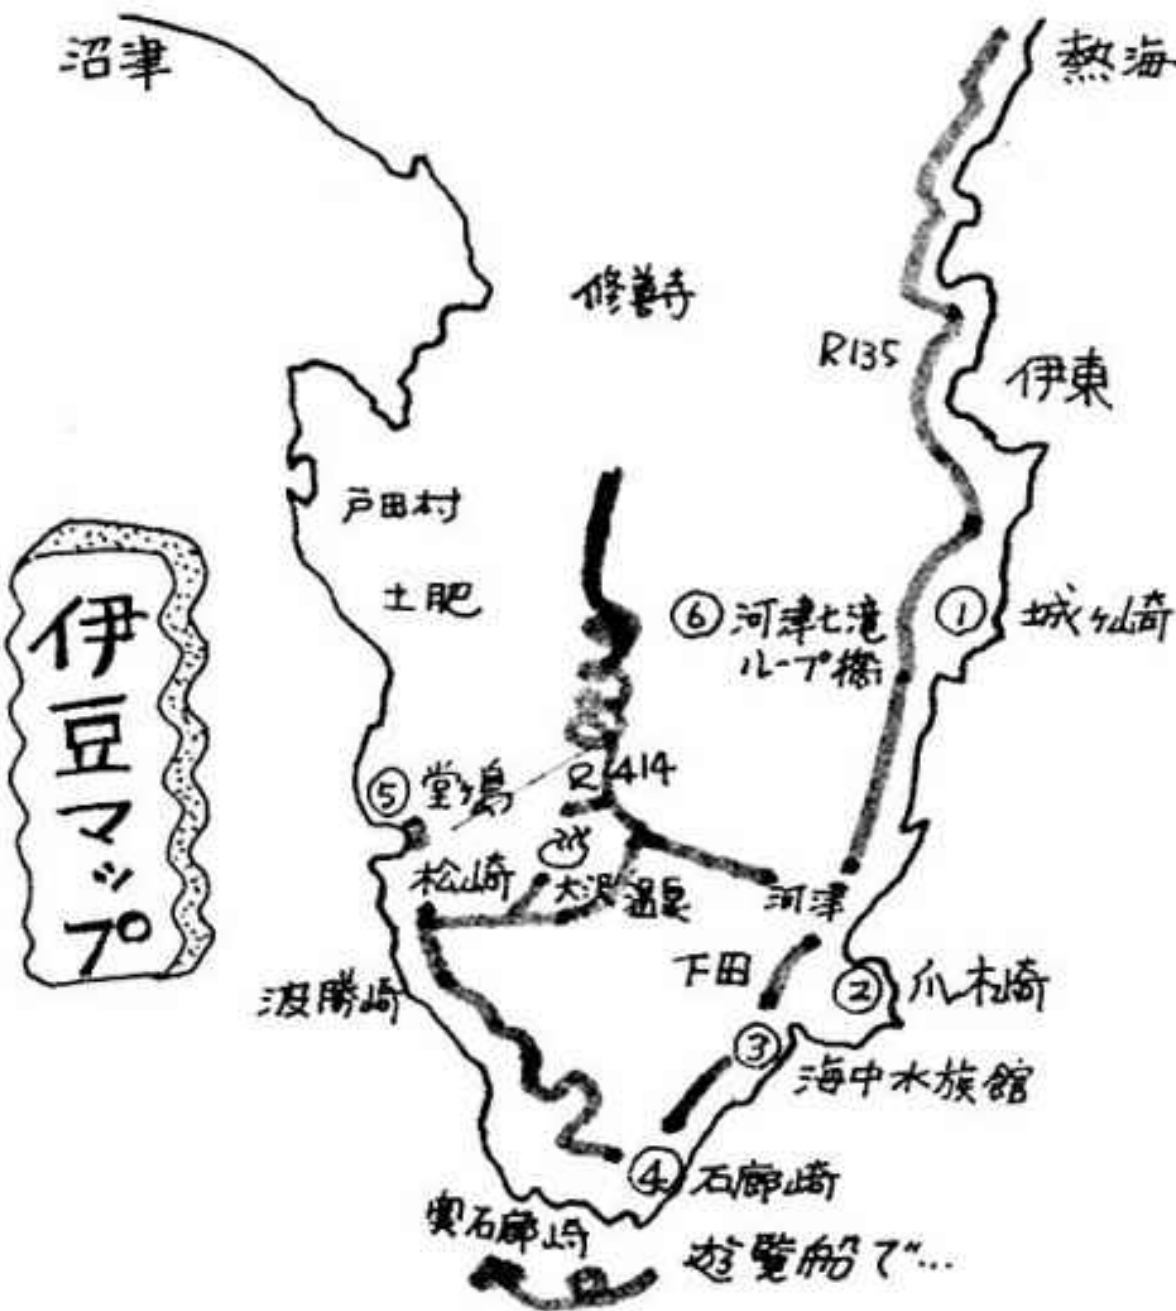 沼津
熱海
修善寺
R135
伊東
戸田村
土肥
⑥ 河津七滝
ループ橋
① 城ヶ崎
伊豆マップ
⑤ 堂ヶ島
R414
松崎
大沢温泉
河津
下田
② 爪木崎
波勝崎
③
海中水族館
④ 石廊崎
奥石廊崎
遊覧船で…